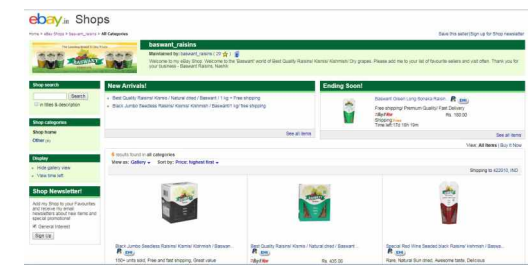 ebay.in Shops
Home > eBay Shops > baswant_raisins > All Categories
Save this seller|Sign up for Shop newsletter
BASWANT
baswant_raisins
Maintained by: baswant_raisins ( 20 )
Welcome to my eBay Shop. Welcome to the 'Baswant' world of Best Quality Raisins/ Kismis/ Kishmish/ Dry grapes. Please add me to your list of favourite sellers and visit often. Thank you for
your business - Baswant Raisins, Nashik
Shop search
Search
in titles & description
Shop categories
Shop home
Other
Display
Hide gallery view
View time left
Shop Newsletter!
Add my Shop to your Favourites
and receive my email
newsletters about new items and
special promotions!
General Interest
Sign Up
New Arrivals!
Best Quality Raisins/ Kismis / Natural dried / Baswant / 1 kg + Free
shipping
Black Jumbo Seedless Raisins/ Kismis/ Kishmish/ Baswant/1 kg/ free shipping
See all items
Ending Soon!
Baswant Green Long Sonaka Raisin
EMI
Free shipping/ Premium Quality/ Fast Delivery
Rs. 180.00
Shipping Free
Time left: 17d 18h 19m
See all items
View: All Items | Buy It Now
results found in all categories
View as: Gallery Sort by: Price: highest first
Shipping to 422010, IND
Black Jumbo Seedless Raisins/ Kismis/ Kishmish / Baswan...
EMI
100+ units sold, Free and fast shipping, Great value
Best Quality Raisins/ Kismis / Natural dried / Baswant ...
EMI
Rs. 435.00
Special Red Wine Seeded black Raisins/ Kishmish / Baswa...
EMI
Rare, Natural Sun dried, Awesome taste, Delicious